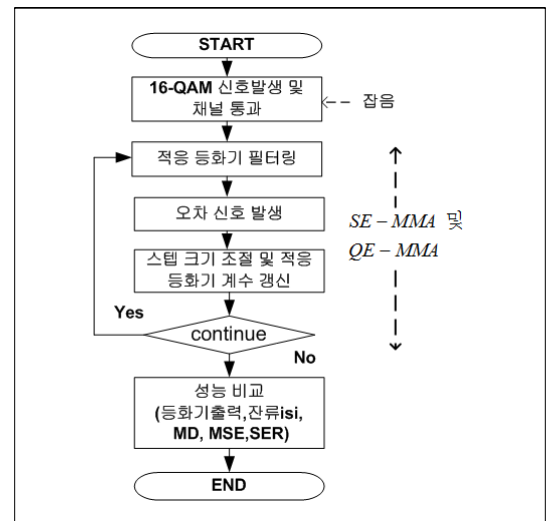 START
16-QAM 신호발생 및
채널 통과
잡음
적응 등화기 필터링
오차 신호 발생
SE - MMA 및
QE - MMA
스텝 크기 조절 및 적응
등화기 계수 갱신
Yes
continue
No
성능 비교
(등화기출력,잔류isi,
MD, MSE,SER)
END